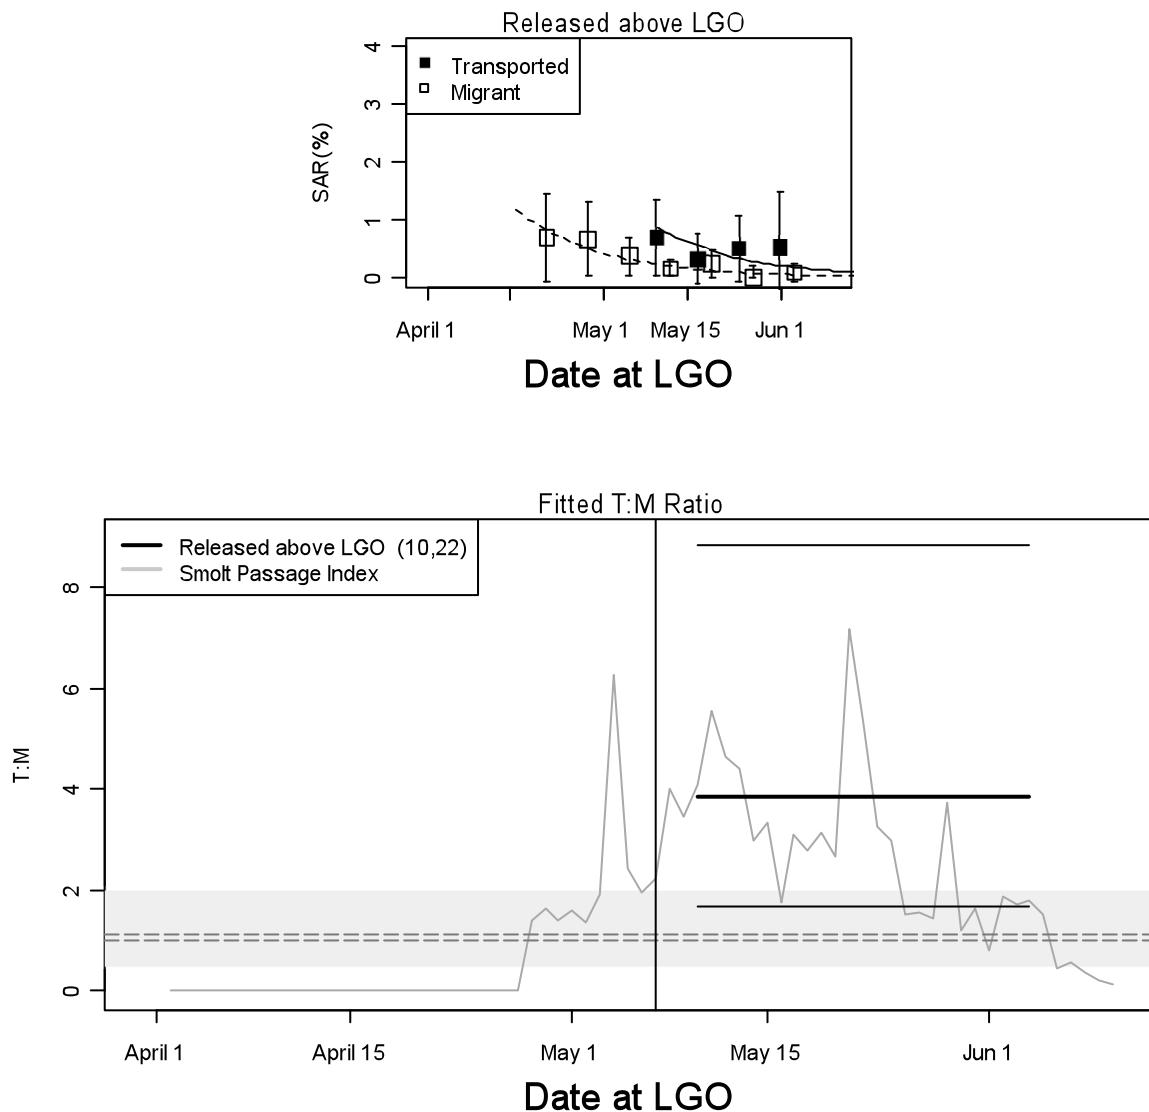 Released above LGO
Transported
Migrant
SAR(%)
4
3
2
1
0
April 1
May 1
May 15
Jun 1
Date at LGO
Fitted T:M Ratio
Released above LGO (10,22)
Smolt Passage Index
T:M
8
6
4
2
0
April 1
April 15
May 1
May 15
Jun 1
Date at LGO